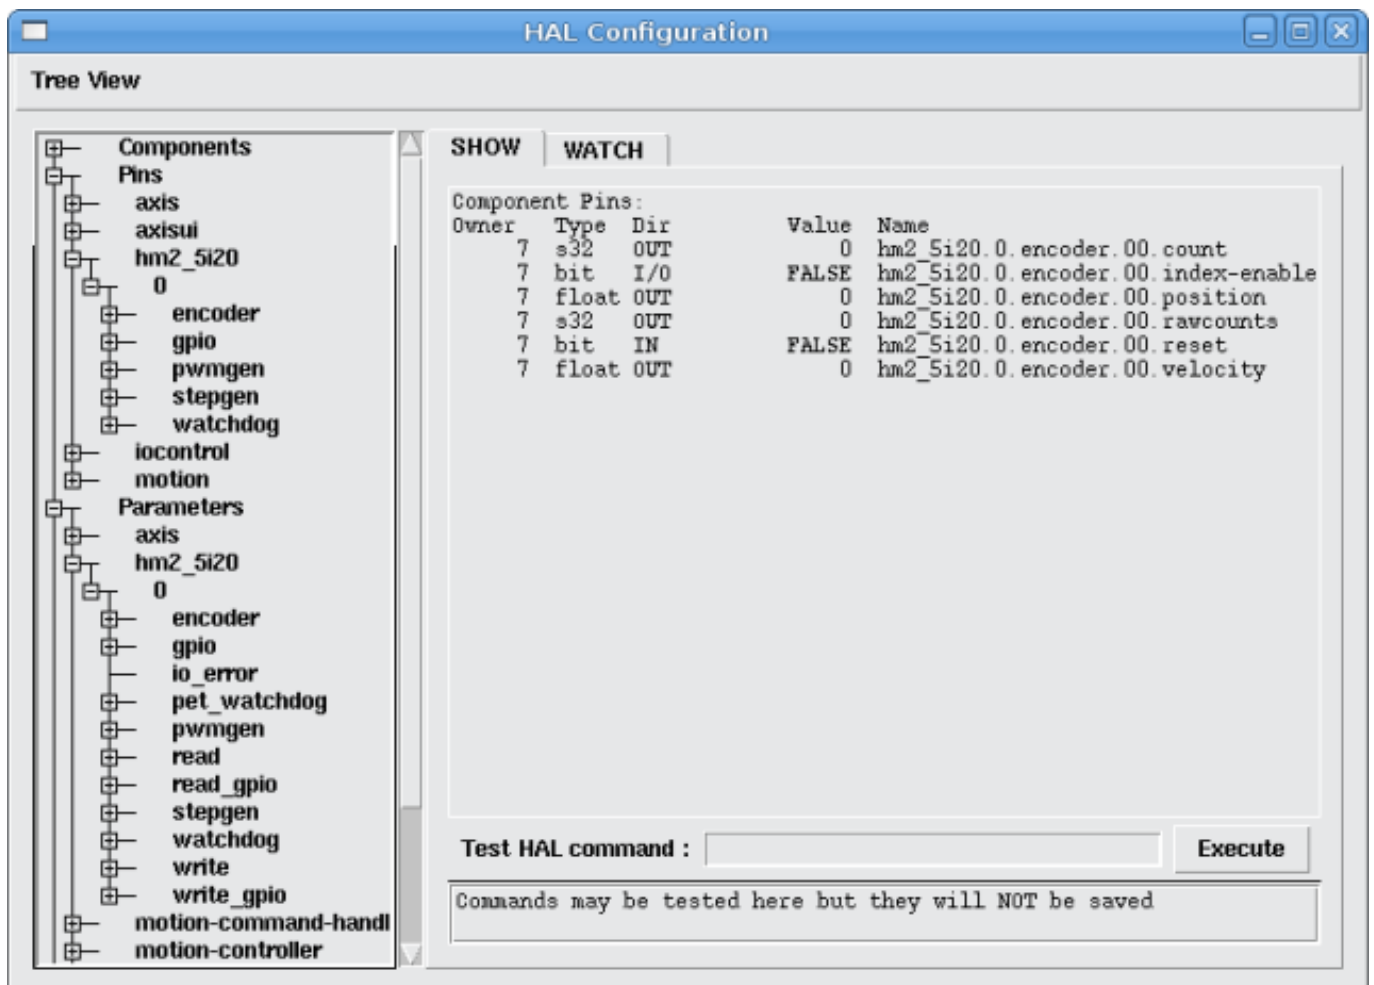 HAL Configuration
Tree View
Components
Pins
axis
axisui
hm2_5i20
0
encoder
gpio
pwmgen
stepgen
watchdog
iocontrol
motion
Parameters
axis
hm2_5i20
0
encoder
gpio
io_error
pet_watchdog
pwmgen
read
read_gpio
stepgen
watchdog
write
write_gpio
motion-command-handl
motion-controller
SHOW WATCH
Component Pins:
Owner Type Dir Value Name
7 s32 OUT 0 hm2_5i20.0.encoder.00.count
7 bit I/O FALSE hm2_5i20.0.encoder.00.index-enable
7 float OUT 0 hm2_5i20.0.encoder.00.position
7 s32 OUT 0 hm2_5i20.0.encoder.00.rawcounts
7 bit IN FALSE hm2_5i20.0.encoder.00.reset
7 float OUT 0 hm2_5i20.0.encoder.00.velocity
Test HAL command : Execute
Commands may be tested here but they will NOT be saved